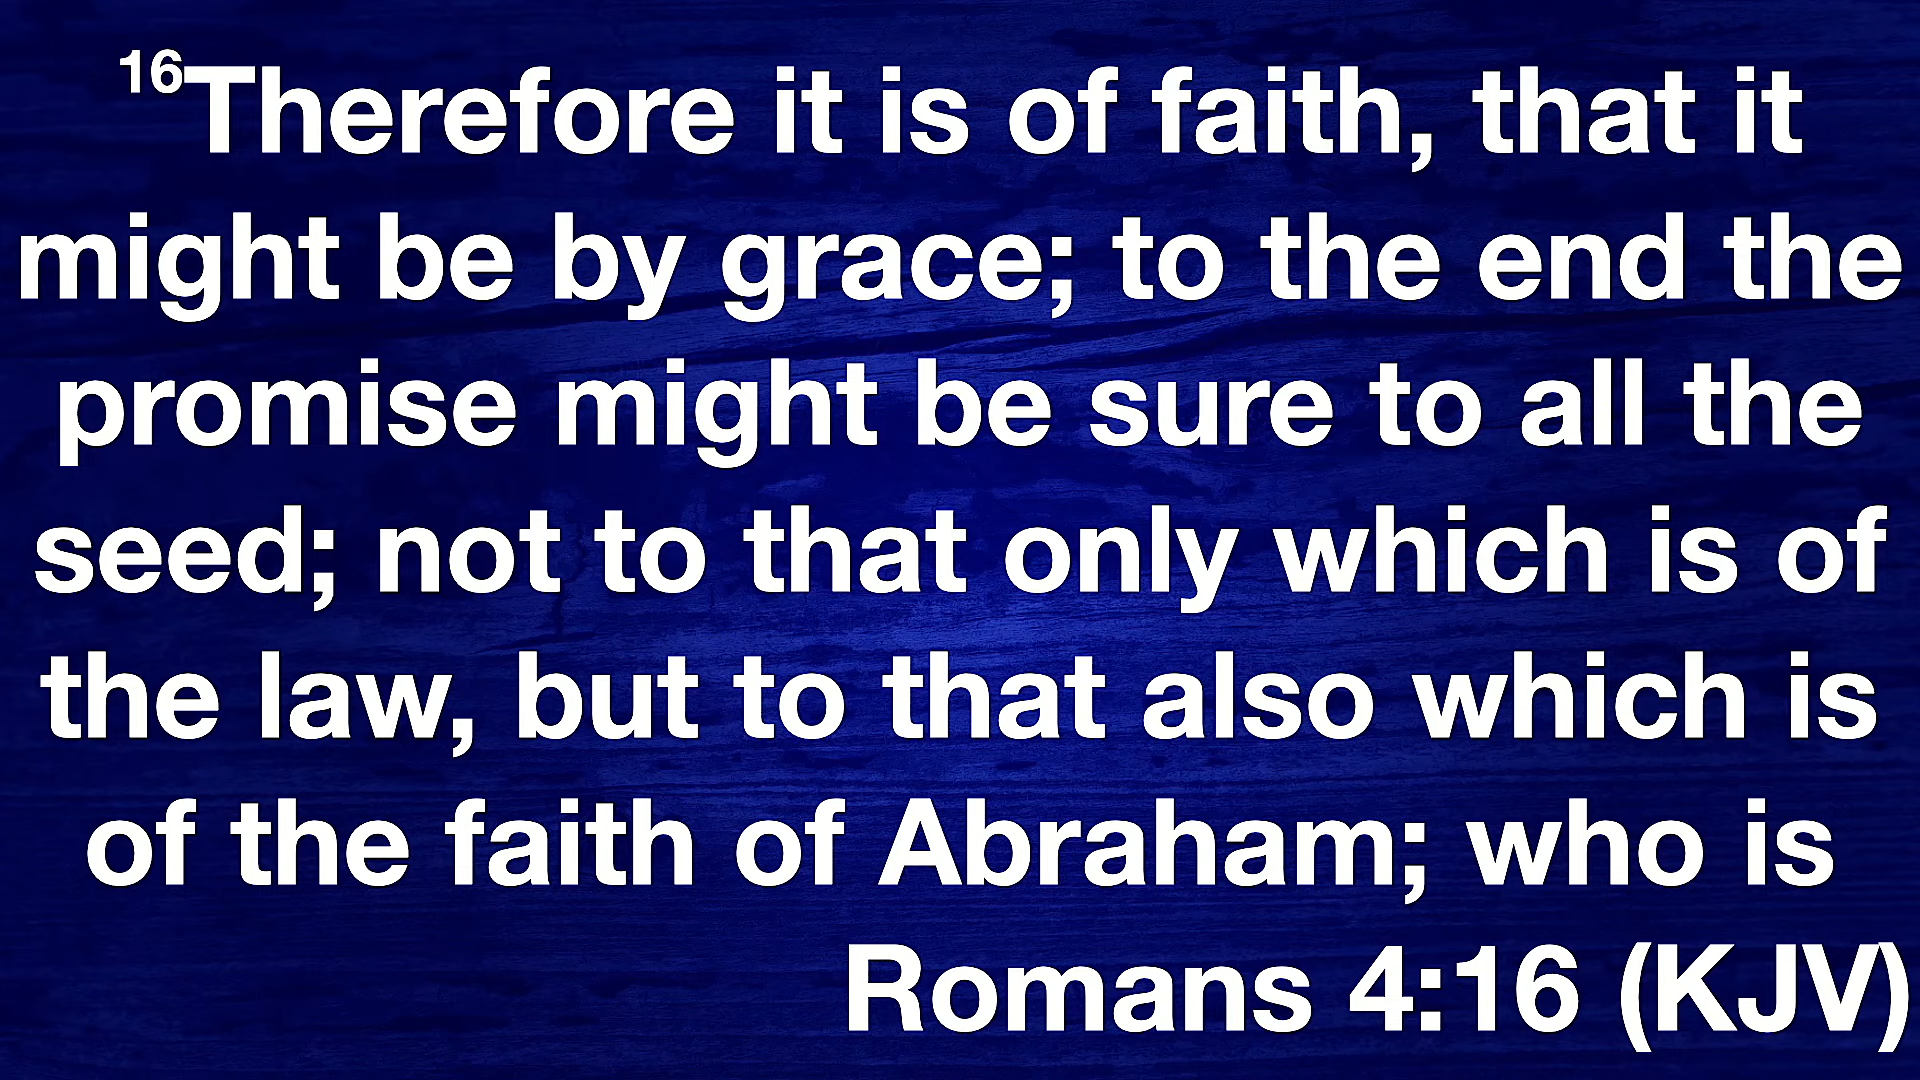 16Therefore it is of faith, that it
might be by grace; to the end the
promise might be sure to all the
seed; not to that only which is of
the law, but to that also which is
of the faith of Abraham; who is
Romans 4:16 (KJV)